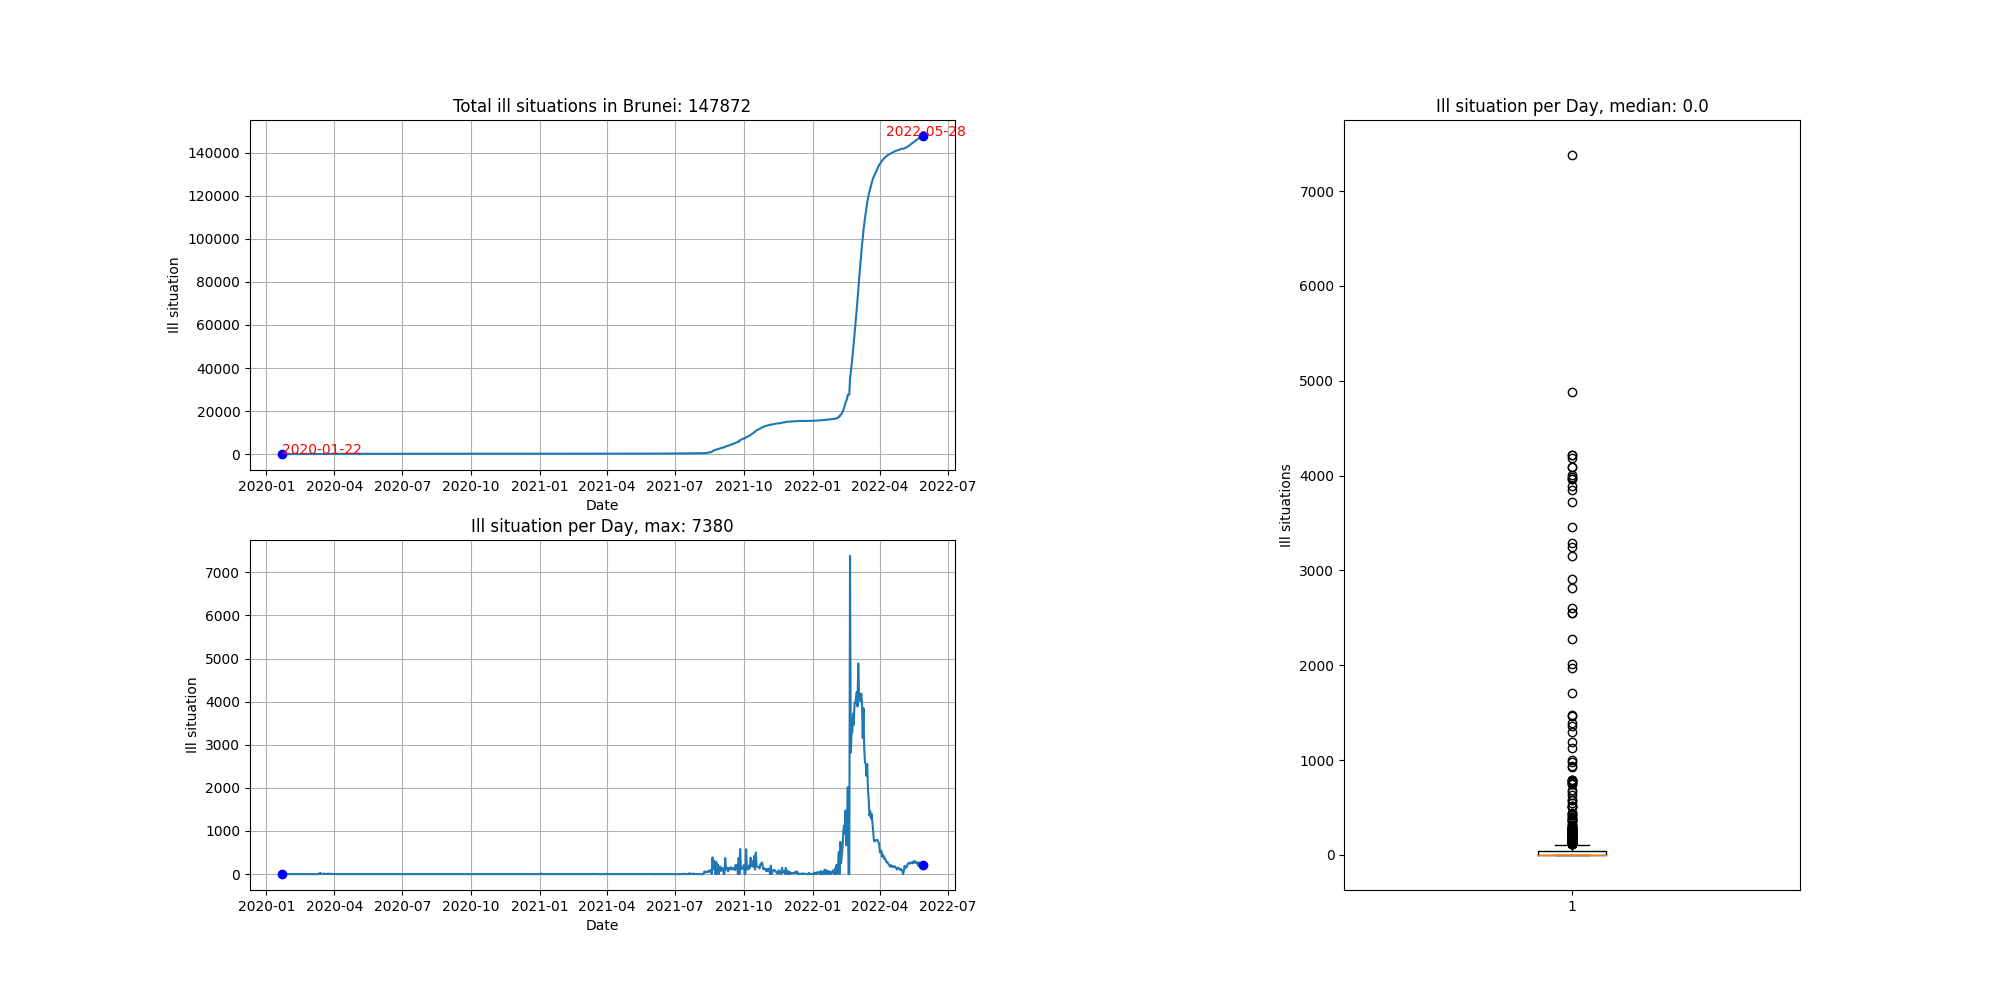 Total ill situations in Brunei: 147872
Ill situation
140000
120000
100000
80000
60000
40000
20000
0
2022-05-28
2020-01-22
2020-01 2020-04 2020-07 2020-10 2021-01 2021-04 2021-07 2021-10 2022-01 2022-04 2022-07
Date
Ill situation per Day, max: 7380
Ill situation
7000
6000
5000
4000
3000
2000
1000
0
2020-01 2020-04 2020-07 2020-10 2021-01 2021-04 2021-07 2021-10 2022-01 2022-04 2022-07
Date
Ill situation per Day, median: 0.0
Ill situations
7000
6000
5000
4000
3000
2000
1000
0
1